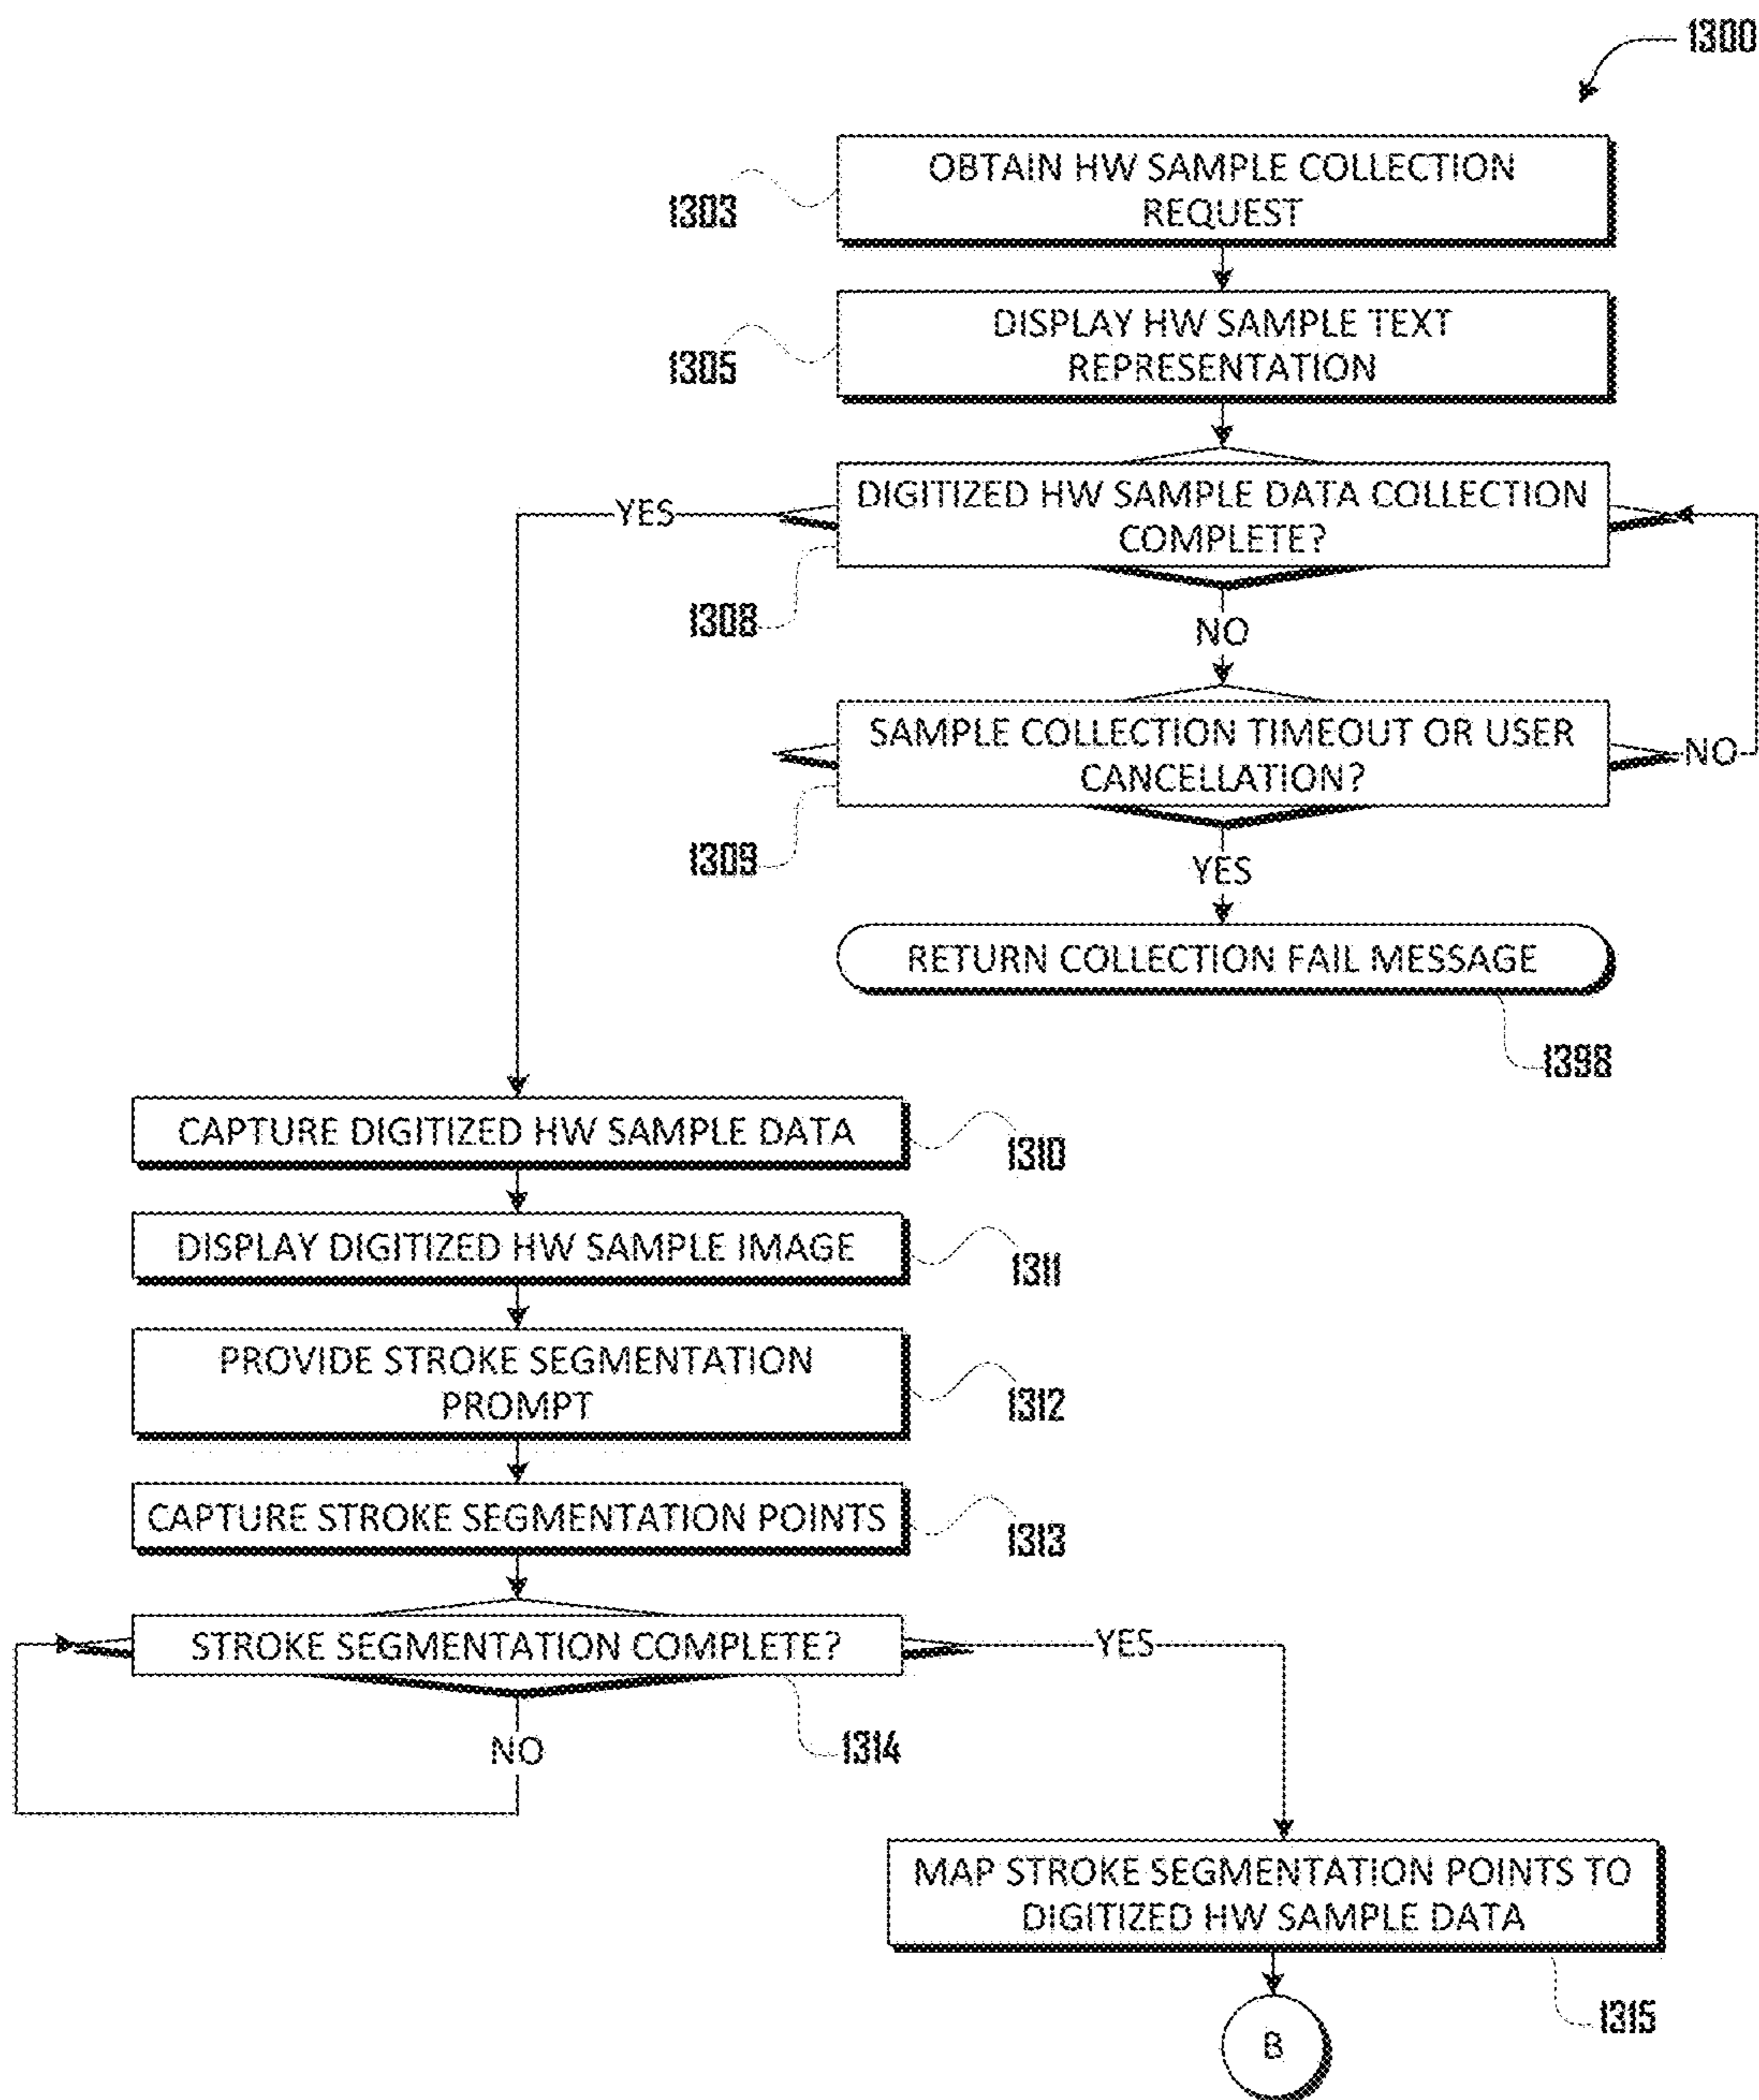 1300
OBTAIN HW SAMPLE COLLECTION
REQUEST
1303
DISPLAY HW SAMPLE TEXT
REPRESENTATION
1305
DIGITIZED HW SAMPLE DATA COLLECTION
COMPLETE?
YES
1308
NO
SAMPLE COLLECTION TIMEOUT OR USER
CANCELLATION?
NO
1309
YES
RETURN COLLECTION FAIL MESSAGE
1398
CAPTURE DIGITIZED HW SAMPLE DATA
1310
DISPLAY DIGITIZED HW SAMPLE IMAGE
1311
PROVIDE STROKE SEGMENTATION
PROMPT
1312
CAPTURE STROKE SEGMENTATION POINTS
1313
STROKE SEGMENTATION COMPLETE?
YES
NO
1314
MAP STROKE SEGMENTATION POINTS TO
DIGITIZED HW SAMPLE DATA
1315
B